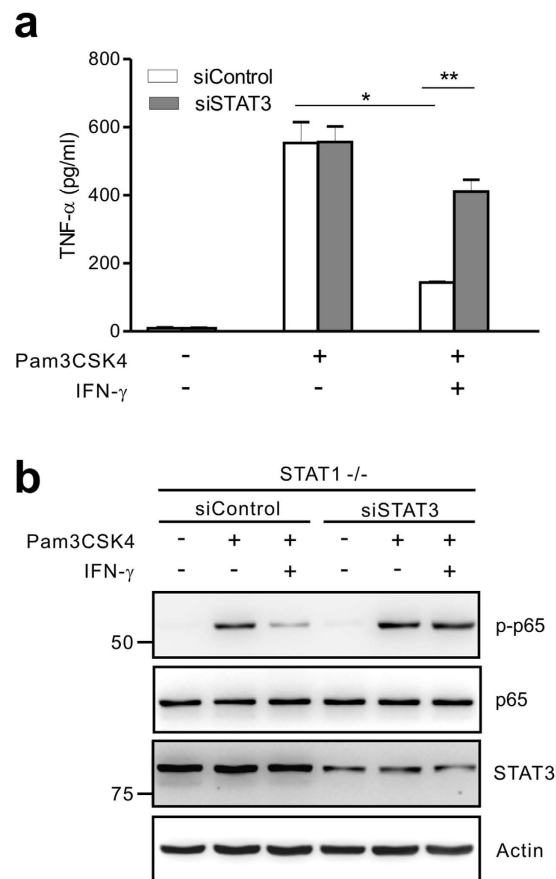 a
800
600
400
200
0
TNF-α (pg/ml)
siControl
siSTAT3
*
**
Pam3CSK4 - + +
IFN-γ - - +
b
STAT1 -/-
siControl siSTAT3
Pam3CSK4 - + + - + +
IFN-γ - - + - - +
50 p-p65
p65
STAT3
75
Actin